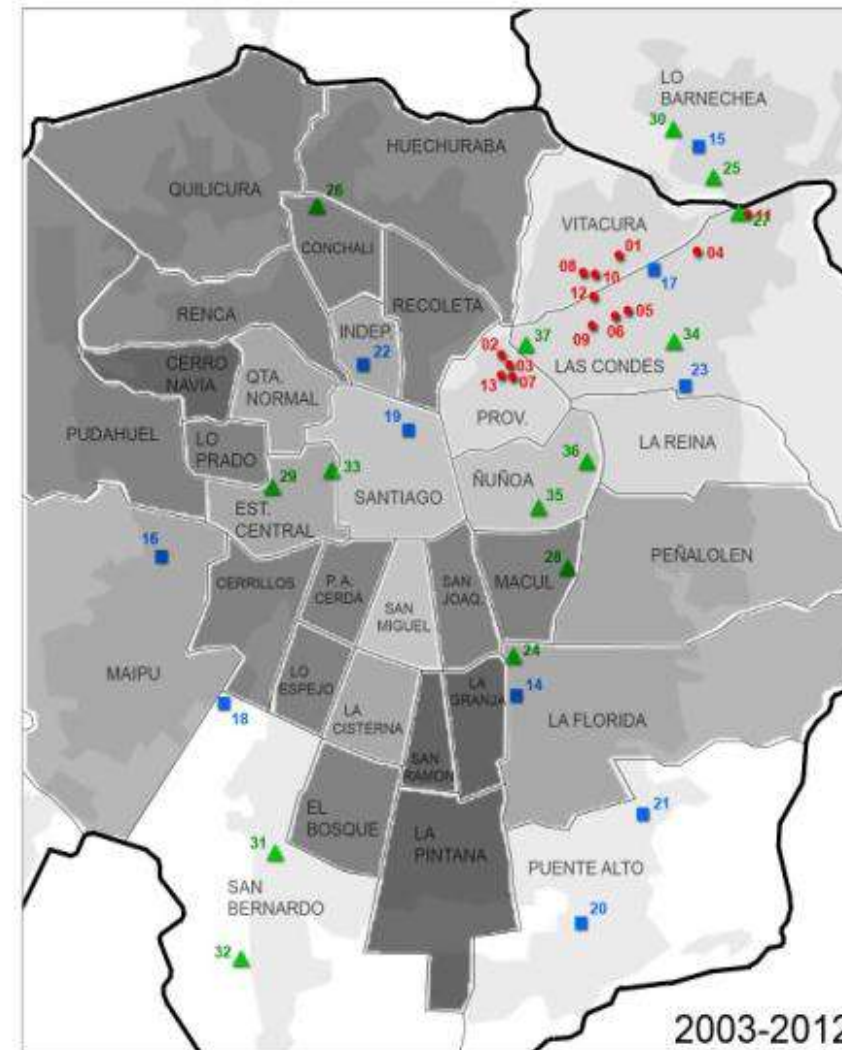 LO
BARNECHEA
30
15
HUECHURABA
25
QUILICURA
26
VITACURA
11
27
CONCHALI
01
04
08
10
17
RENCA
RECOLETA
12
05
INDEP.
09
06
37
34
02
22
03
LAS CONDES
CERRO
NAVIA
QTA.
NORMAL
13
07
23
PROV.
19
PUDAHUEL
LO
PRADO
LA REINA
36
33
ÑUÑOA
29
SANTIAGO
EST.
CENTRAL
35
16
28
PEÑALOLEN
CERRILLOS
P. A.
CERDA
SAN
JOAQ.
MACUL
SAN
MIGUEL
24
MAIPU
LO
ESPEJO
LA
GRANJA
14
18
LA
CISTERNA
LA FLORIDA
SAN
RAMON
EL
BOSQUE
21
LA
PINTANA
31
PUENTE ALTO
SAN
BERNARDO
20
32
2003-2012